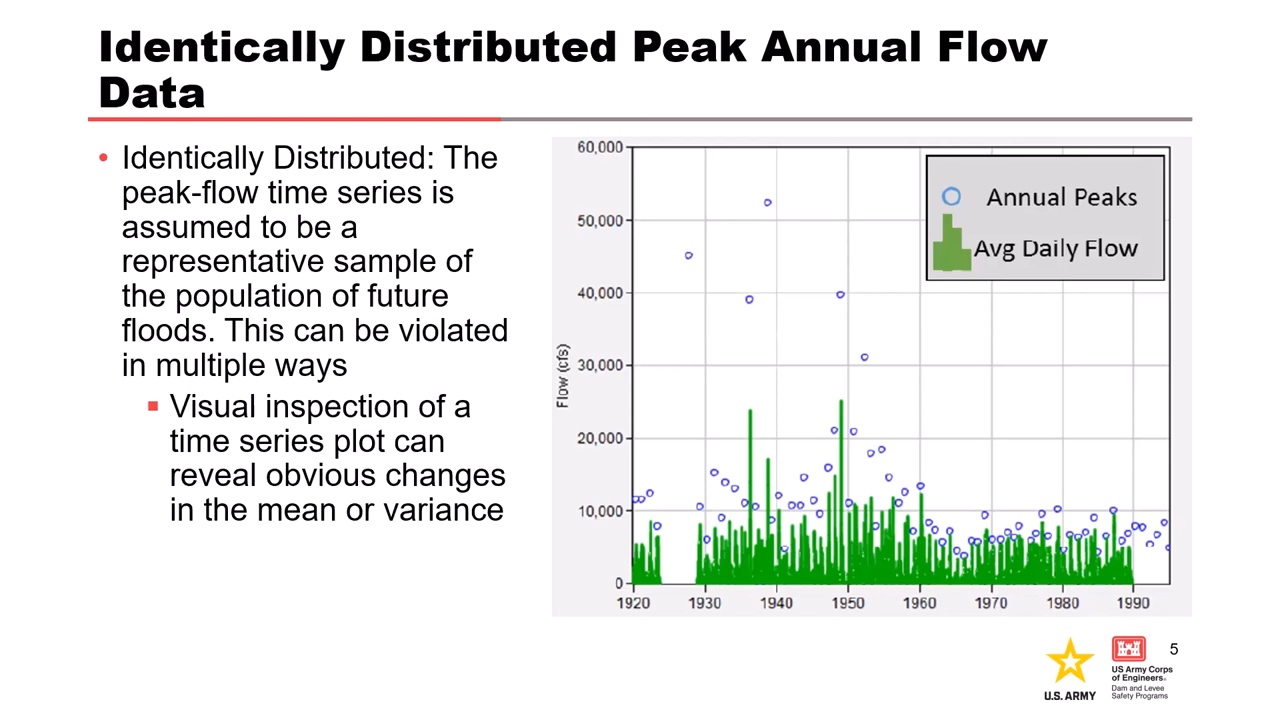 Identically Distributed Peak Annual Flow
Data
• Identically Distributed: The
peak-flow time series is
assumed to be a
representative sample of
the population of future
floods. This can be violated
in multiple ways
▪ Visual inspection of a
time series plot can
reveal obvious changes
in the mean or variance
60,000
50,000
40,000
30,000
20,000
10,000
0
Flow (cfs)
1920 1930 1940 1950 1960 1970 1980 1990
Annual Peaks
Avg Daily Flow
U.S. ARMY
US Army Corps
of Engineers®
Dam and Levee
Safety Programs
5